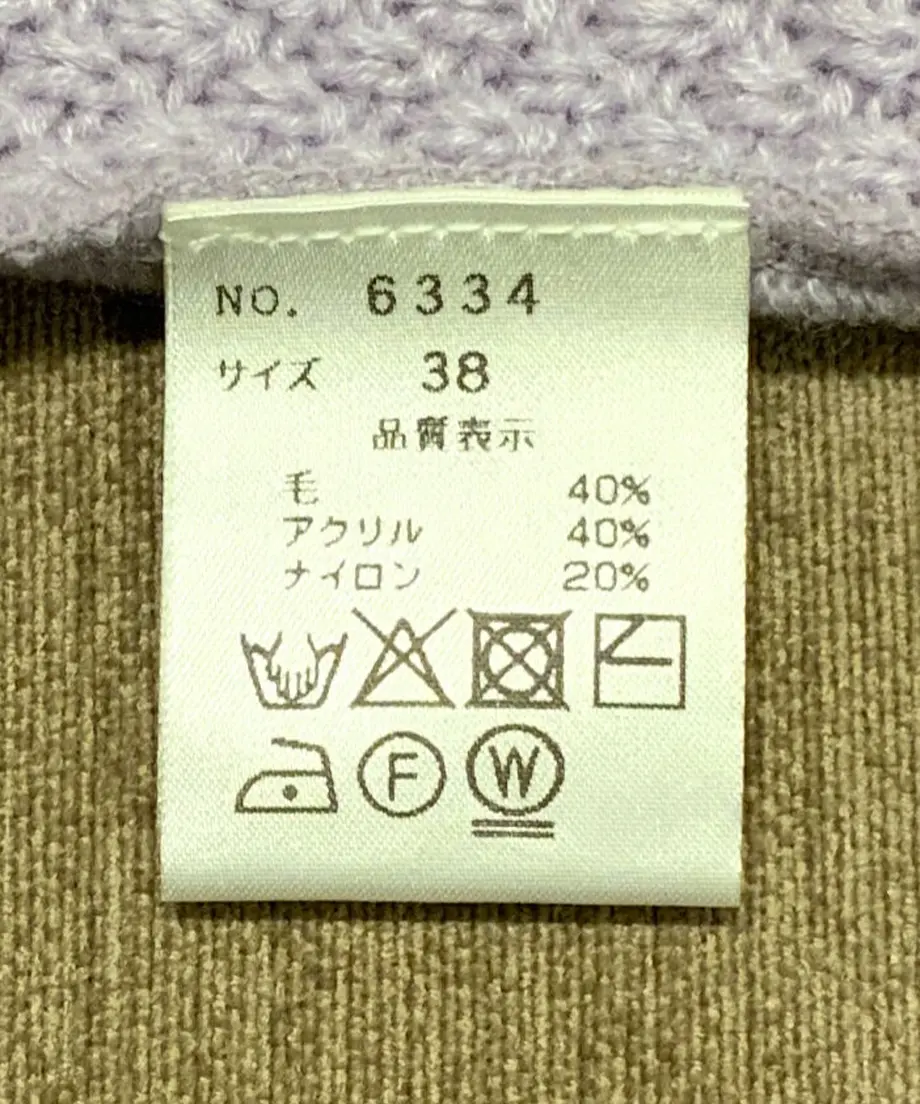 NO. 6334
サイズ 38
品質表示
毛 40%
アクリル 40%
ナイロン 20%
F W